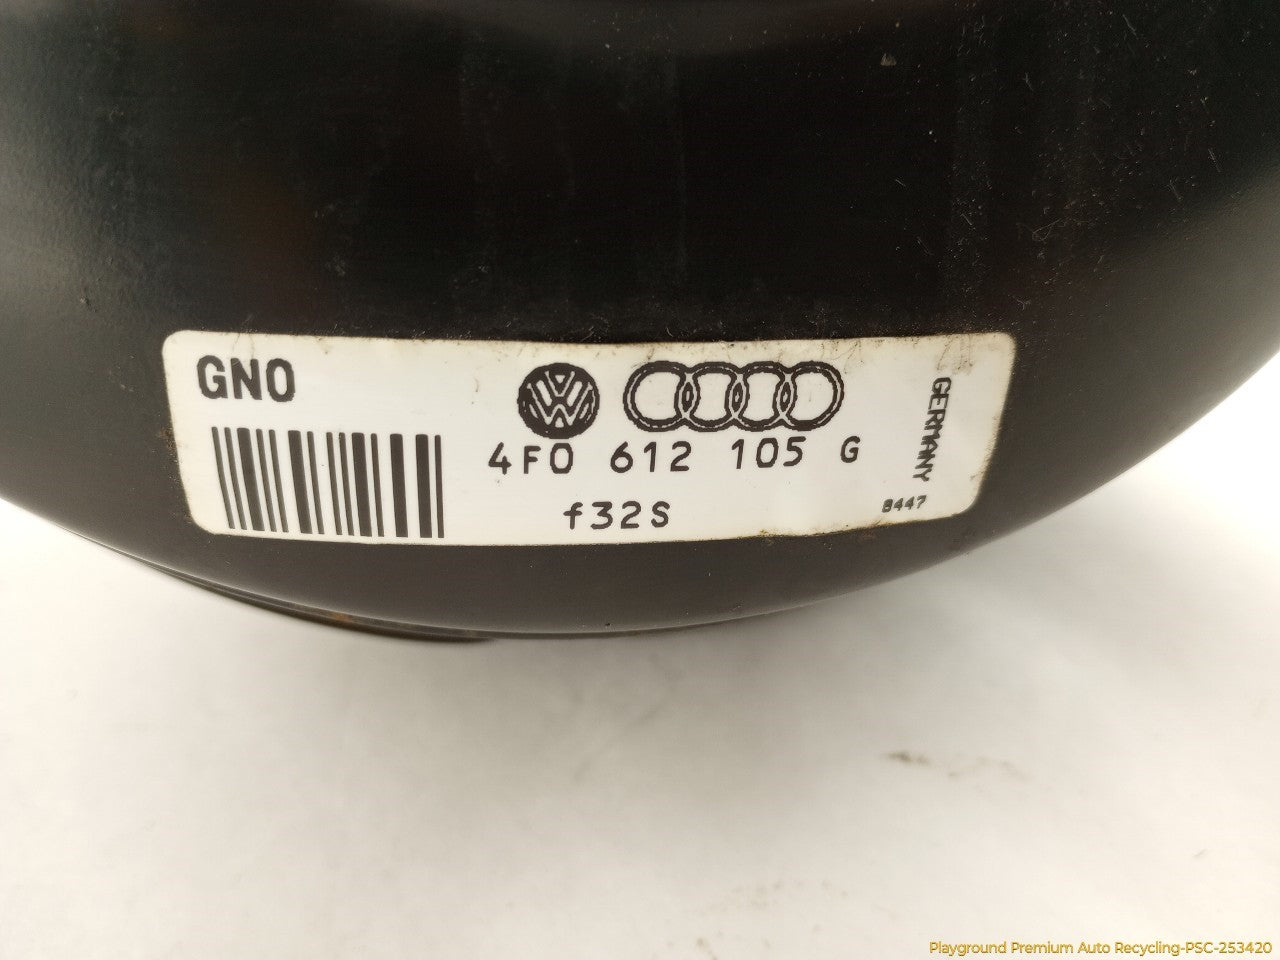 GNO
4F0 612 105 G
f32S
GERMANY
8447
Playground Premium Auto Recycling-PSC-253420